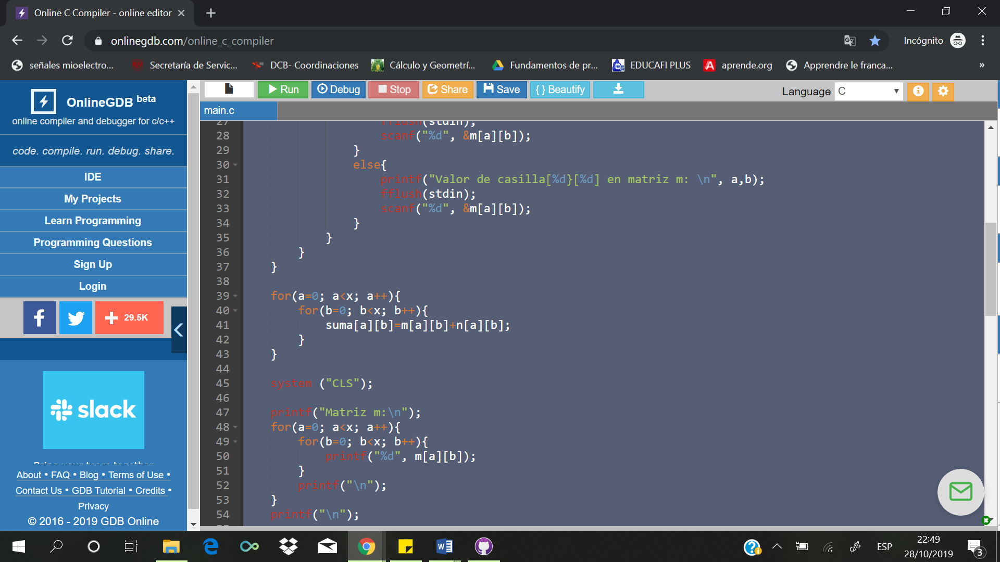 Online C Compiler - online editor
onlinegdb.com/online_c_compiler
Incógnito
señales mioelectro...
Secretaría de Servic...
DCB- Coordinaciones
Cálculo y Geometrí...
Fundamentos de pr...
EDUCAFI PLUS
aprende.org
Apprendre le franca...
»
OnlineGDB beta
online compiler and debugger for c/c++
code. compile. run. debug. share.
IDE
My Projects
Learn Programming
Programming Questions
Sign Up
Login
29.5K
slack
Bring your team together
About • FAQ • Blog • Terms of Use •
Contact Us • GDB Tutorial • Credits •
Privacy
© 2016 - 2019 GDB Online
Run
Debug
Stop
Share
Save
{ } Beautify
Language C
main.c
27 fflush(stdin);
28 scanf("%d", &m[a][b]);
29 }
30 else{
31 printf("Valor de casilla[%d}[%d] en matriz m: \n", a,b);
32 fflush(stdin);
33 scanf("%d", &m[a][b]);
34 }
35 }
36 }
37 }
38
39 for(a=0; a<x; a++){
40 for(b=0; b<x; b++){
41 suma[a][b]=m[a][b]+n[a][b];
42 }
43 }
44
45 system ("CLS");
46
47 printf("Matriz m:\n");
48 for(a=0; a<x; a++){
49 for(b=0; b<x; b++){
50 printf("%d", m[a][b]);
51 }
52 printf("\n");
53 }
54 printf("\n");
ESP
22:49
28/10/2019
3